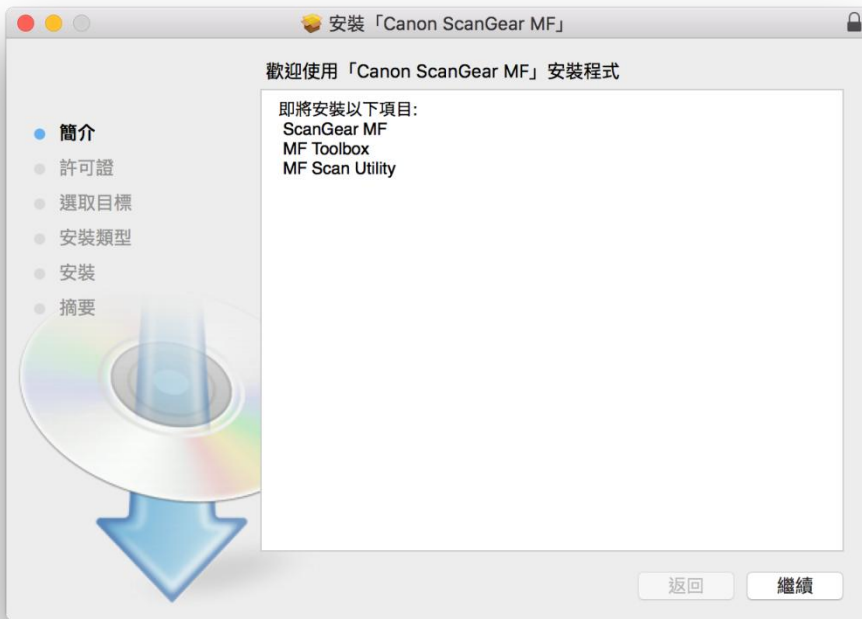 安裝「Canon ScanGear MF」
歡迎使用「Canon ScanGear MF」安裝程式
簡介
許可證
選取目標
安裝類型
安裝
摘要
即將安裝以下項目:
ScanGear MF
MF Toolbox
MF Scan Utility
返回
繼續